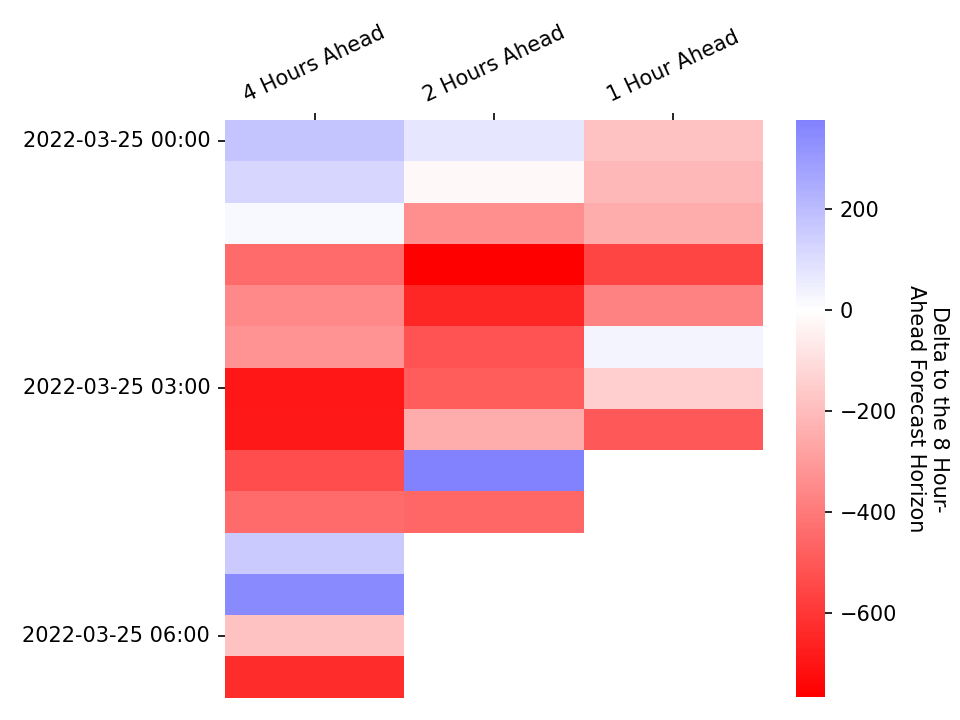 4 Hours Ahead
2 Hours Ahead
1 Hour Ahead
2022-03-25 00:00
2022-03-25 03:00
2022-03-25 06:00
200
0
−200
−400
−600
Delta to the 8 Hour-
Ahead Forecast Horizon